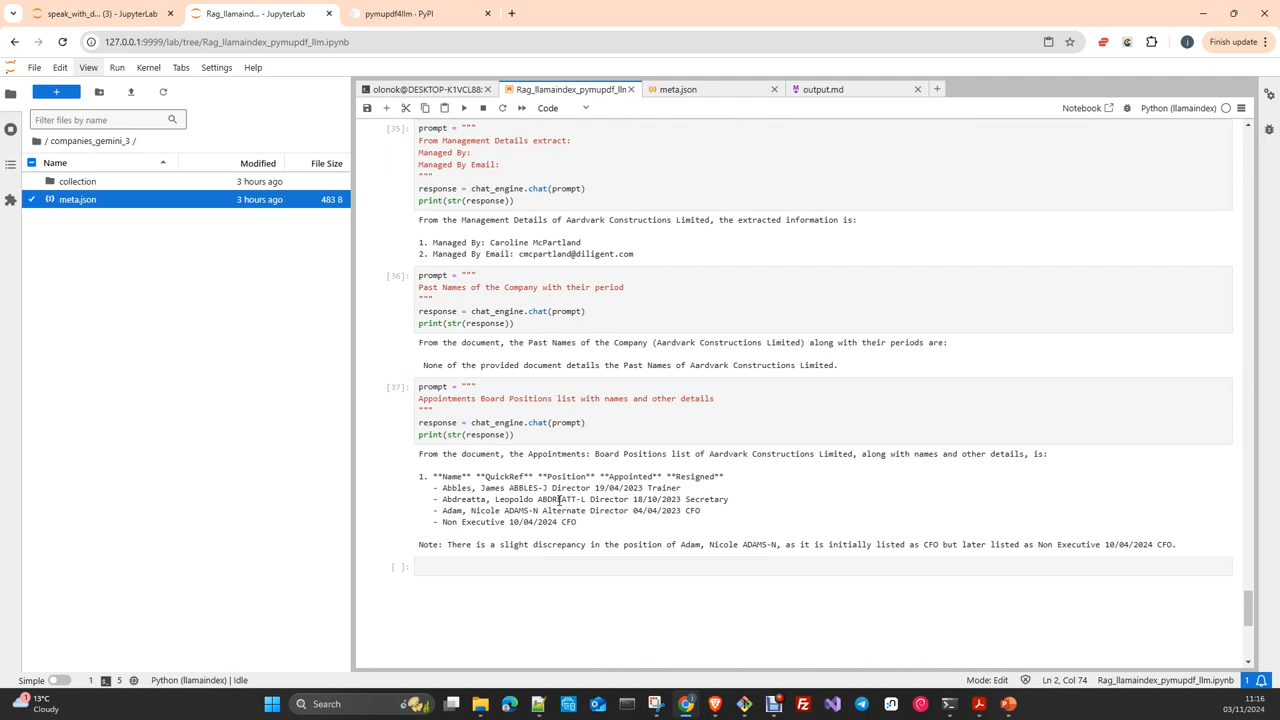 speak_with_d... (3) - JupyterLab
Rag_llamaind... - JupyterLab
pymupdf4llm · PyPI
127.0.0.1:9999/lab/tree/Rag_llamaindex_pymupdf_llm.ipynb
Finish update
File Edit View Run Kernel Tabs Settings Help
olonok@DESKTOP-K1VCL88:
Rag_llamaindex_pymupdf_lln
meta.json
output.md
Code
Notebook
Python (llamaindex)
Filter files by name
/ companies_gemini_3 /
Name Modified File Size
collection 3 hours ago
meta.json 3 hours ago 483 B
[35]: prompt = """
From Management Details extract:
Managed By:
Managed By Email:
"""
response = chat_engine.chat(prompt)
print(str(response))
From the Management Details of Aardvark Constructions Limited, the extracted information is:
1. Managed By: Caroline McPartland
2. Managed By Email: cmcpartland@diligent.com
[36]: prompt = """
Past Names of the Company with their period
"""
response = chat_engine.chat(prompt)
print(str(response))
From the document, the Past Names of the Company (Aardvark Constructions Limited) along with their periods are:
None of the provided document details the Past Names of Aardvark Constructions Limited.
[37]: prompt = """
Appointments Board Positions list with names and other details
"""
response = chat_engine.chat(prompt)
print(str(response))
From the document, the Appointments: Board Positions list of Aardvark Constructions Limited, along with names and other details, is:
1. **Name** **QuickRef** **Position** **Appointed** **Resigned**
- Abbles, James ABBLES-J Director 19/04/2023 Trainer
- Abdreatta, Leopoldo ABDREATT-L Director 18/10/2023 Secretary
- Adam, Nicole ADAMS-N Alternate Director 04/04/2023 CFO
- Non Executive 10/04/2024 CFO
Note: There is a slight discrepancy in the position of Adam, Nicole ADAMS-N, as it is initially listed as CFO but later listed as Non Executive 10/04/2024 CFO.
[ ]:
Simple 1 5 Python (llamaindex) | Idle
Mode: Edit Ln 2, Col 74 Rag_llamaindex_pymupdf_llm.ipynb 1
13°C
Cloudy
Search
11:16
03/11/2024